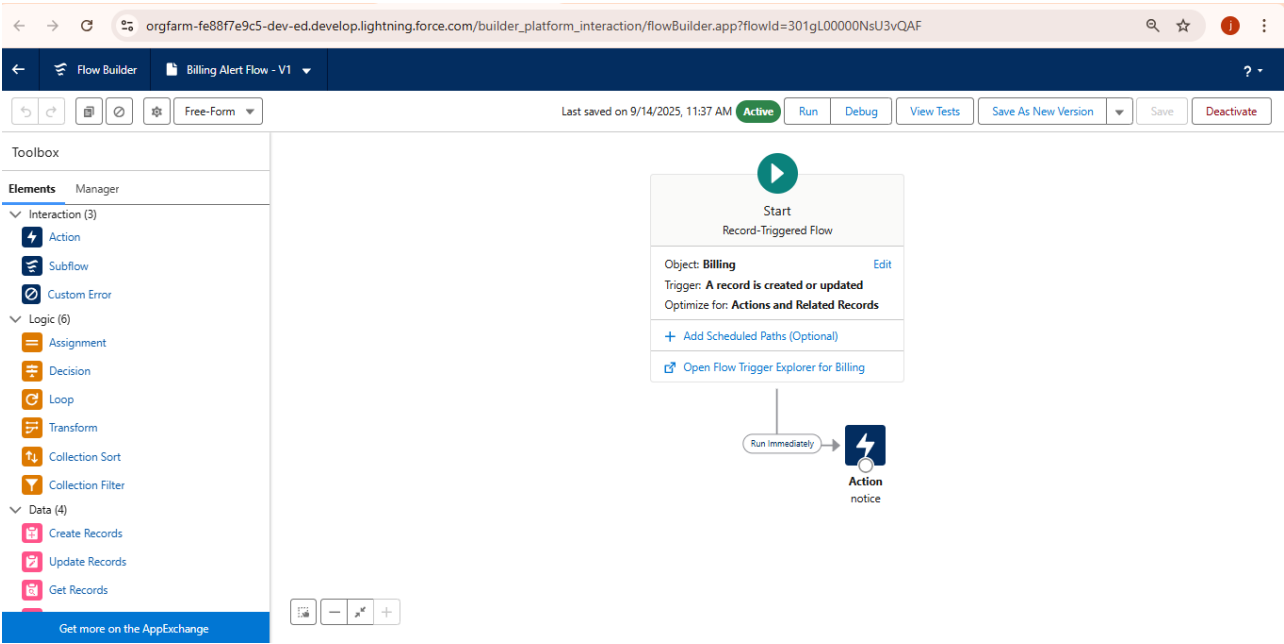 orgfarm-fe88f7e9c5-dev-ed.develop.lightning.force.com/builder_platform_interaction/flowBuilder.app?flowId=301gL00000NsU3vQAF
j
Flow Builder
Billing Alert Flow - V1
?
Free-Form
Last saved on 9/14/2025, 11:37 AM
Active
Run
Debug
View Tests
Save As New Version
Save
Deactivate
Toolbox
Elements
Manager
Interaction (3)
Action
Subflow
Custom Error
Logic (6)
Assignment
Decision
Loop
Transform
Collection Sort
Collection Filter
Data (4)
Create Records
Update Records
Get Records
Get more on the AppExchange
Start
Record-Triggered Flow
Object: Billing
Edit
Trigger: A record is created or updated
Optimize for: Actions and Related Records
+ Add Scheduled Paths (Optional)
Open Flow Trigger Explorer for Billing
Run Immediately
Action
notice